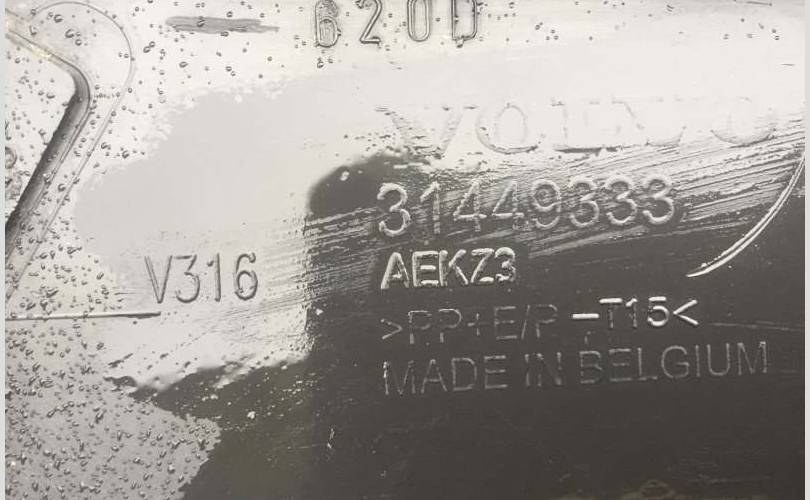 620D
VOLVO
31449333
V316
AEKZ3
>PP+E/P-T15<
MADE IN BELGIUM